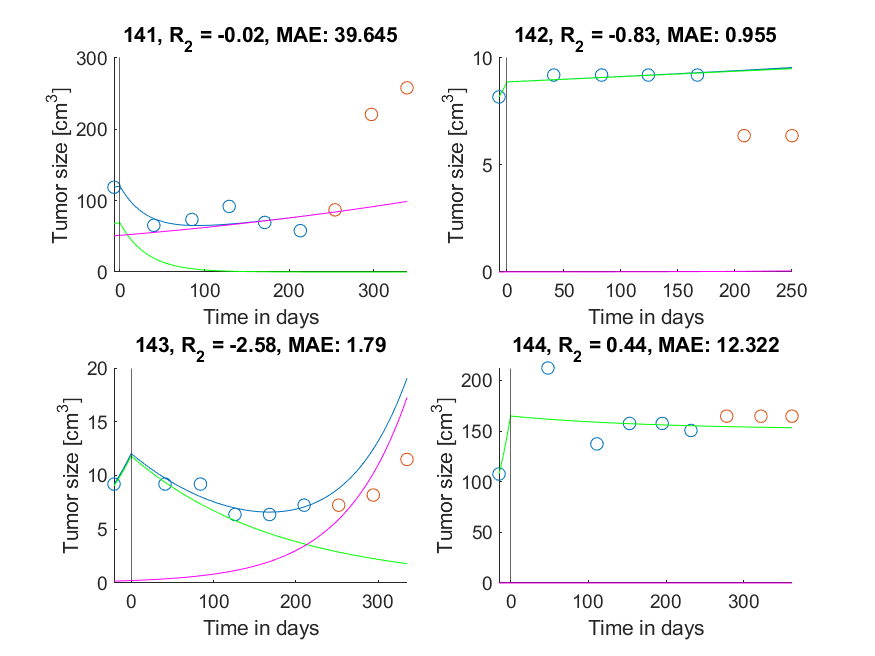 141, R2 = -0.02, MAE: 39.645
300
200
100
0
Tumor size [cm3]
0 100 200 300
Time in days
142, R2 = -0.83, MAE: 0.955
10
5
0
Tumor size [cm3]
0 50 100 150 200 250
Time in days
143, R2 = -2.58, MAE: 1.79
20
15
10
5
0
Tumor size [cm3]
0 100 200 300
Time in days
144, R2 = 0.44, MAE: 12.322
200
150
100
50
0
Tumor size [cm3]
0 100 200 300
Time in days